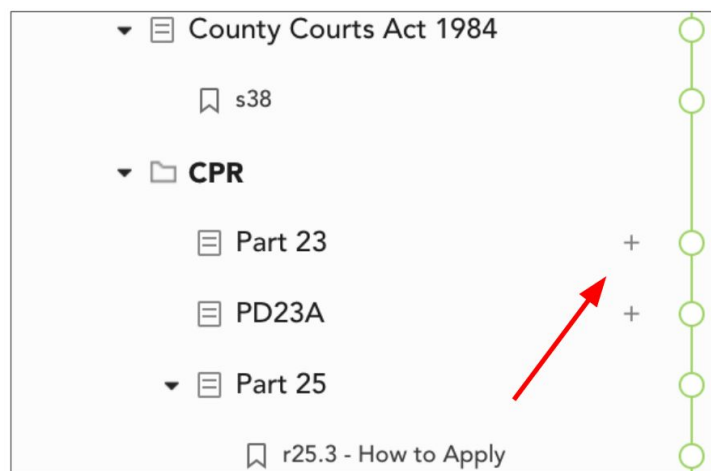 County Courts Act 1984
s38
CPR
Part 23
PD23A
Part 25
r25.3 - How to Apply